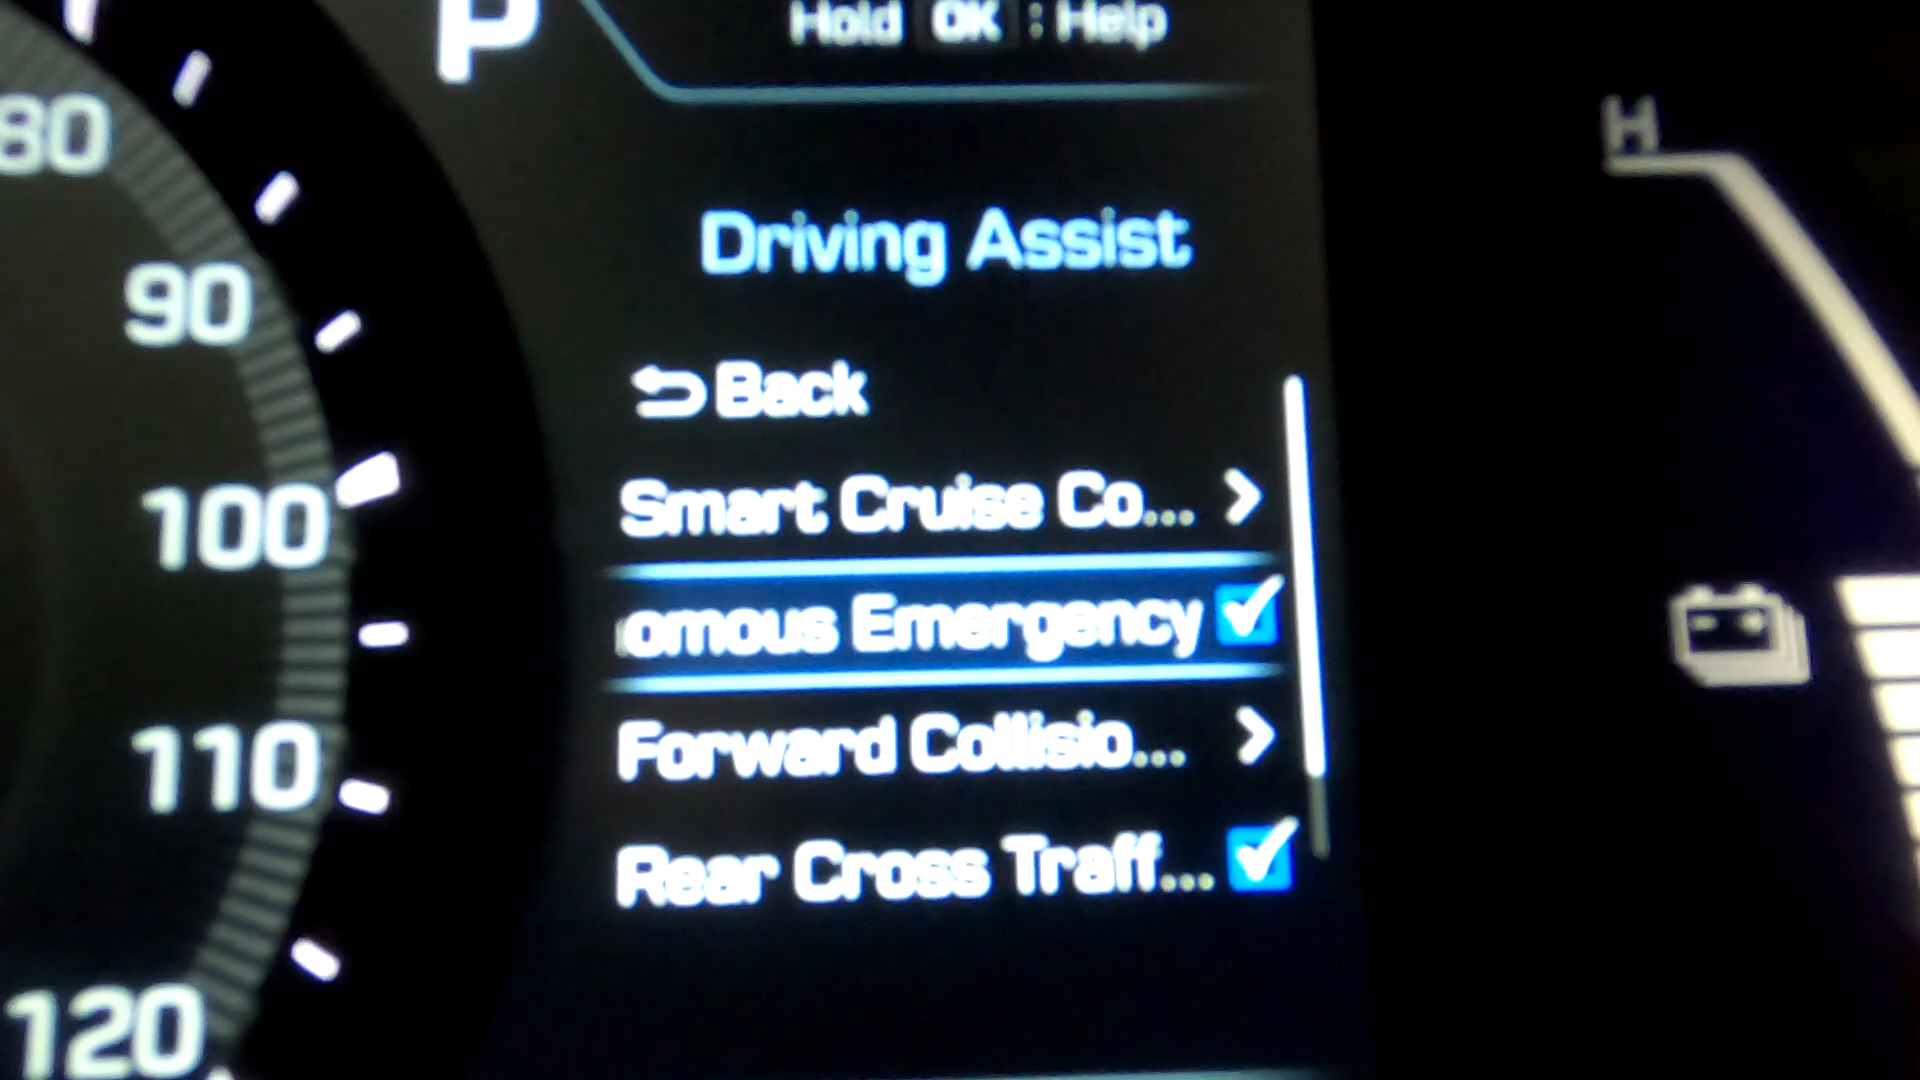 P
Hold OK : Help
80
H
Driving Assist
90
Back
Smart Cruise Co...
100
omous Emergency
Forward Collisio...
110
Rear Cross Traff...
120